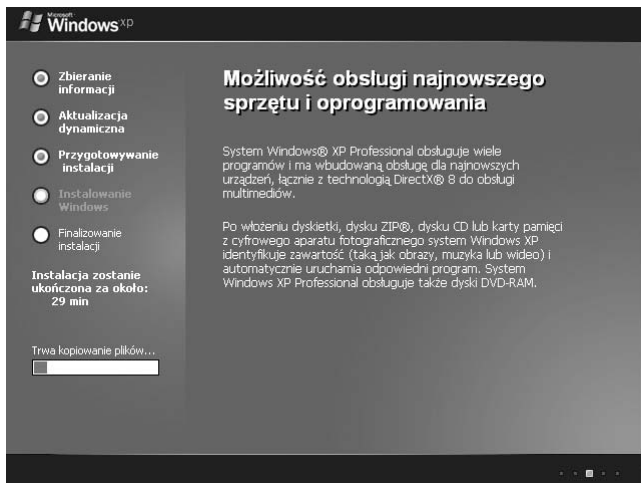 Microsoft
Windows xp
Zbieranie
informacji
Aktualizacja
dynamiczna
Przygotowywanie
instalacji
Instalowanie
Windows
Finalizowanie
instalacji
Instalacja zostanie
ukończona za około:
29 min
Trwa kopiowanie plików...
Możliwość obsługi najnowszego
sprzętu i oprogramowania
System Windows® XP Professional obsługuje wiele
programów i ma wbudowaną obsługę dla najnowszych
urządzeń, łącznie z technologią DirectX® 8 do obsługi
multimediów.
Po włożeniu dyskietki, dysku ZIP®, dysku CD lub karty pamięci
z cyfrowego aparatu fotograficznego system Windows XP
identyfikuje zawartość (taką jak obrazy, muzyka lub wideo) i
automatycznie uruchamia odpowiedni program. System
Windows XP Professional obsługuje także dyski DVD-RAM.